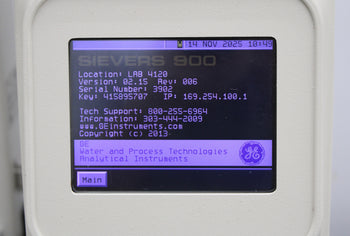 14 NOV 2025 10:49
SIEVERS 900
Location: LAB 4120
Version: 02.15 Rev: 006
Serial Number: 3902
Key: 415895707 IP: 169.254.100.1
Tech Support: 800-255-6964
Information: 303-444-2009
www.GEinstruments.com
Copyright (c) 2013
GE
Water and Process Technologies
Analytical Instruments
Main